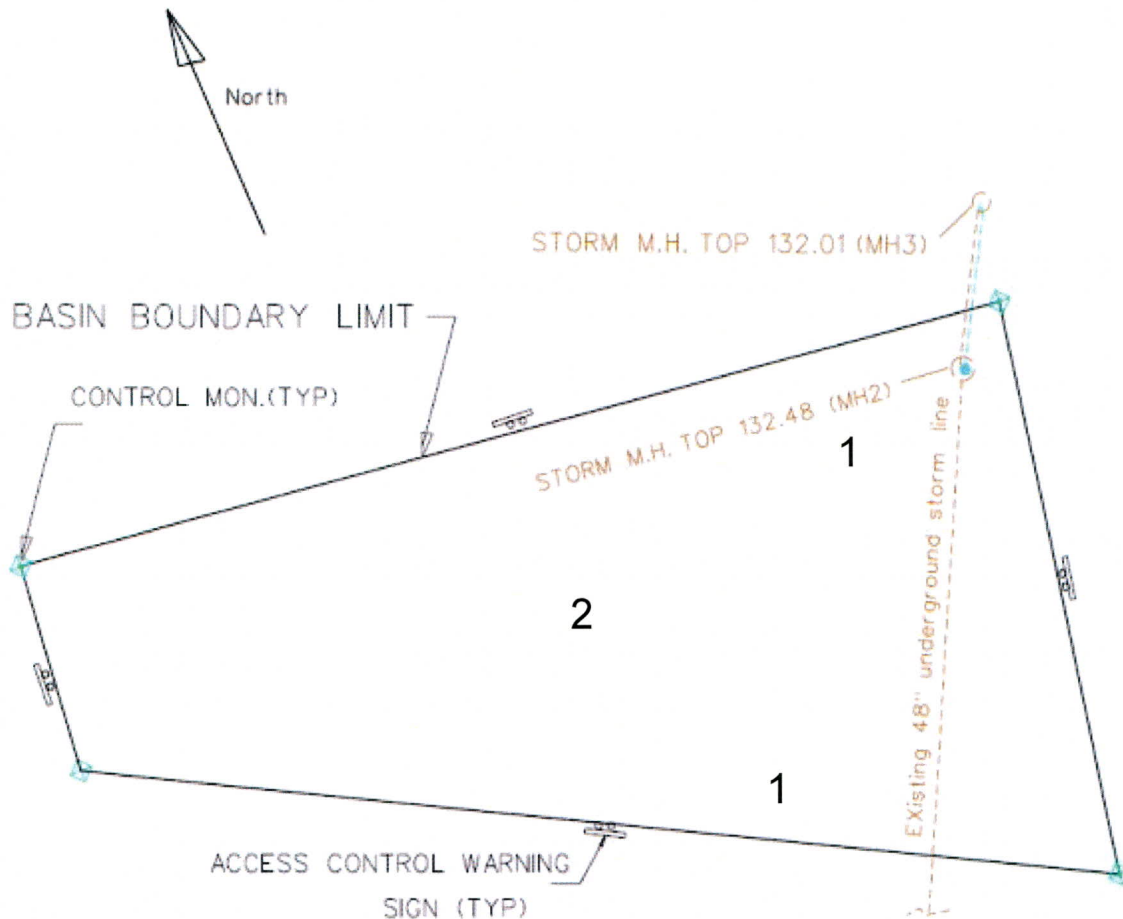 North
STORM M.H. TOP 132.01 (MH3)
BASIN BOUNDARY LIMIT
CONTROL MON.(TYP)
STORM M.H. TOP 132.48 (MH2)
1
EXisting 48" underground storm line
2
1
ACCESS CONTROL WARNING
SIGN (TYP)